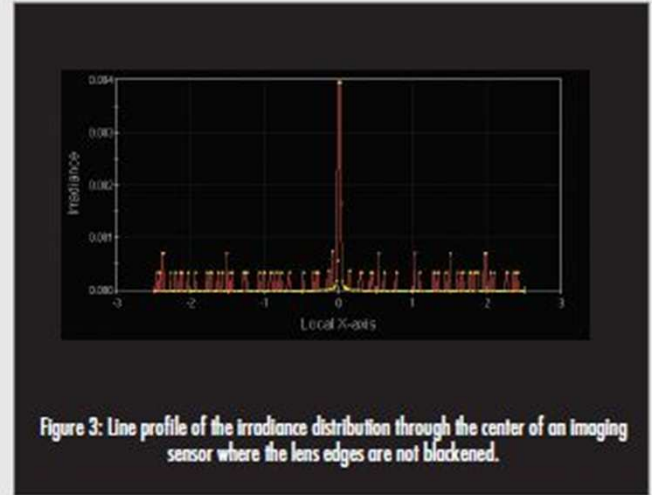 0.004
0.003
0.002
0.001
0.000
Irradiance
-3 -2 -1 0 1 2 3
Local X-axis
Figure 3: Line profile of the irradiance distribution through the center of an imaging
sensor where the lens edges are not blackened.